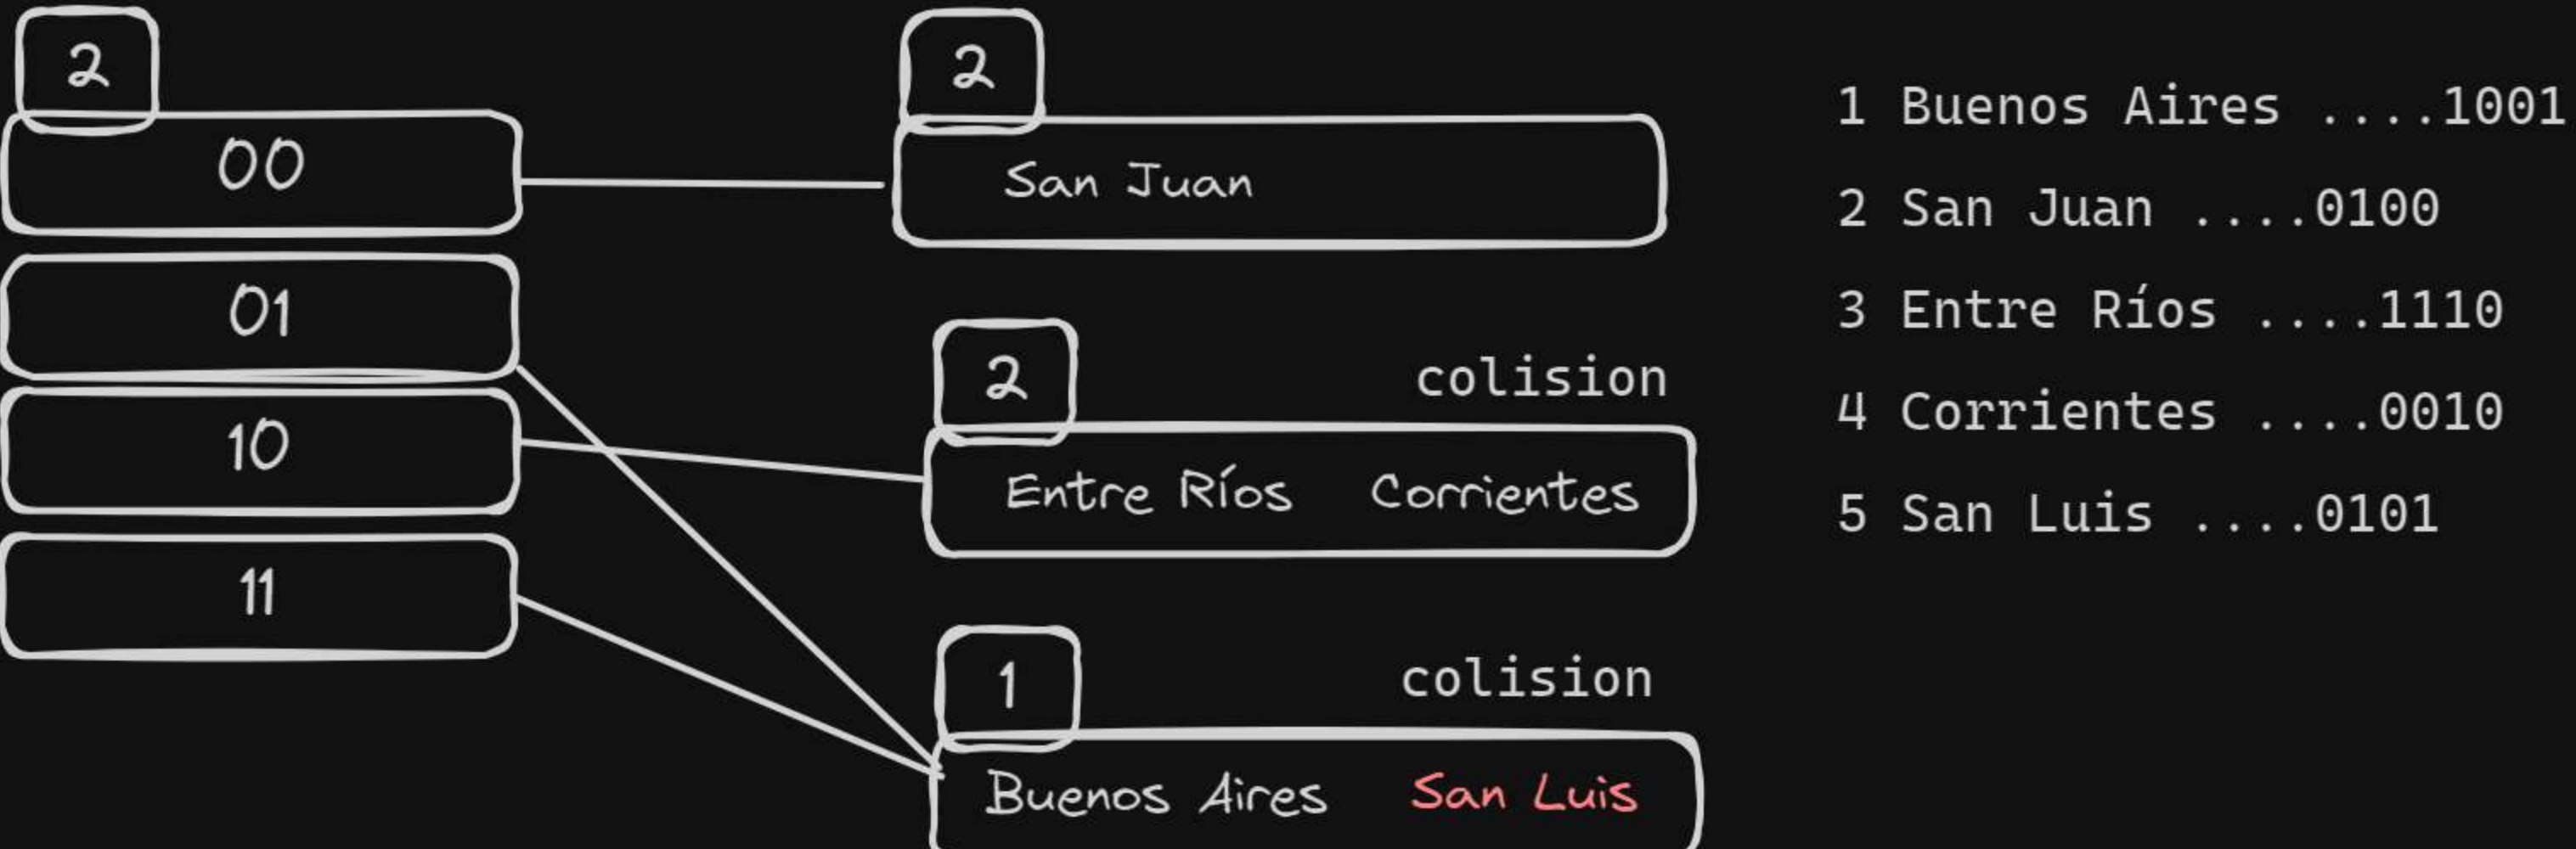 2
00
01
10
11
2
San Juan
2
colision
Entre Ríos Corrientes
1
colision
Buenos Aires San Luis
1 Buenos Aires ....1001
2 San Juan ....0100
3 Entre Ríos ....1110
4 Corrientes ....0010
5 San Luis ....0101